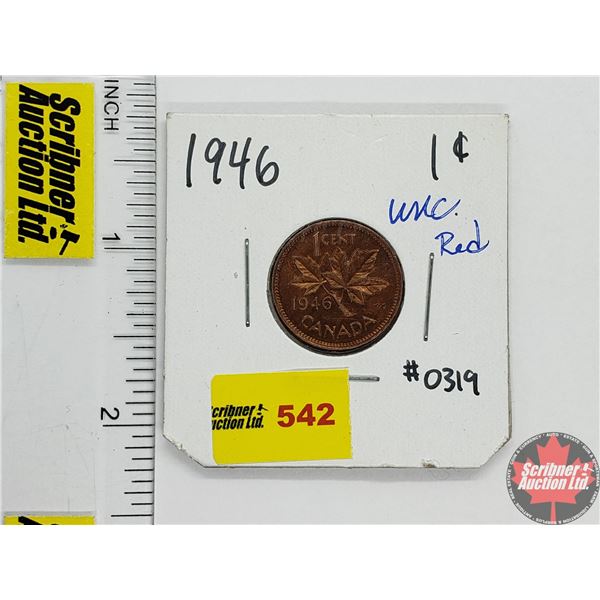 Scribner
Auction Ltd.
INCH
1
2
1946
1¢
UNC.
Red
1 CENT
1946
CANADA
#0319
Scribner
Auction Ltd.
542
Scribner
Auction Ltd.